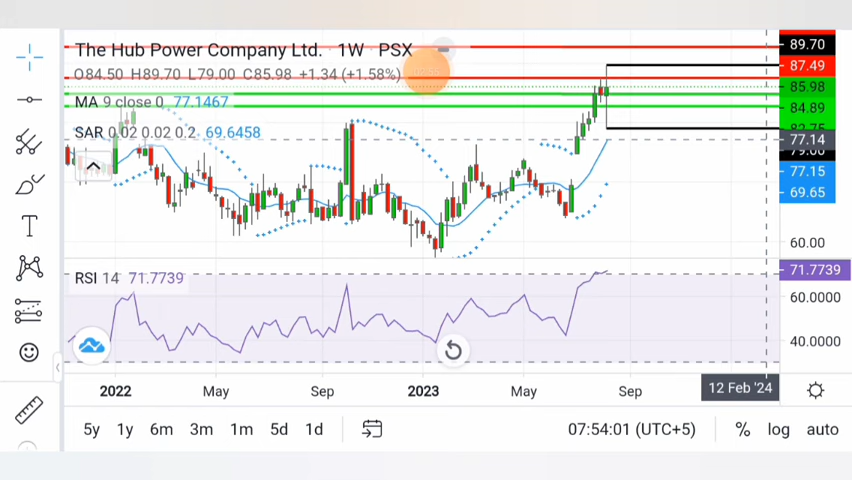 The Hub Power Company Ltd. 1W PSX
O84.50 H89.70 L79.00 C85.98 +1.34 (+1.58%)
MA 9 close 0 77.1467
SAR 0.02 0.02 0.2 69.6458
89.70
87.49
85.98
84.89
77.14
77.15
69.65
60.00
RSI 14 71.7739
71.7739
60.0000
40.0000
2022 May Sep 2023 May Sep 12 Feb '24
5y 1y 6m 3m 1m 5d 1d 07:54:01 (UTC+5) % log auto